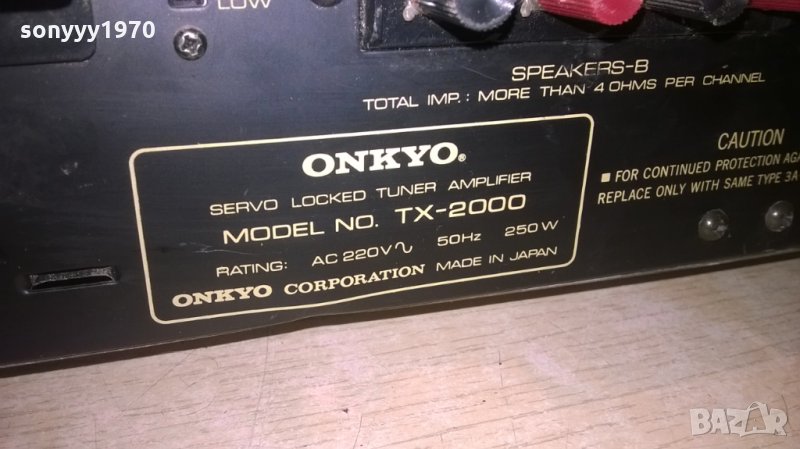 sonyyy1970
LOW
SPEAKERS-B
TOTAL IMP.: MORE THAN 4 OHMS PER CHANNEL
ONKYO®
SERVO LOCKED TUNER AMPLIFIER
MODEL NO. TX-2000
RATING: AC 220V∿ 50Hz 250W
ONKYO CORPORATION MADE IN JAPAN
CAUTION
■ FOR CONTINUED PROTECTION AGA
REPLACE ONLY WITH SAME TYPE 3A
BAZAR